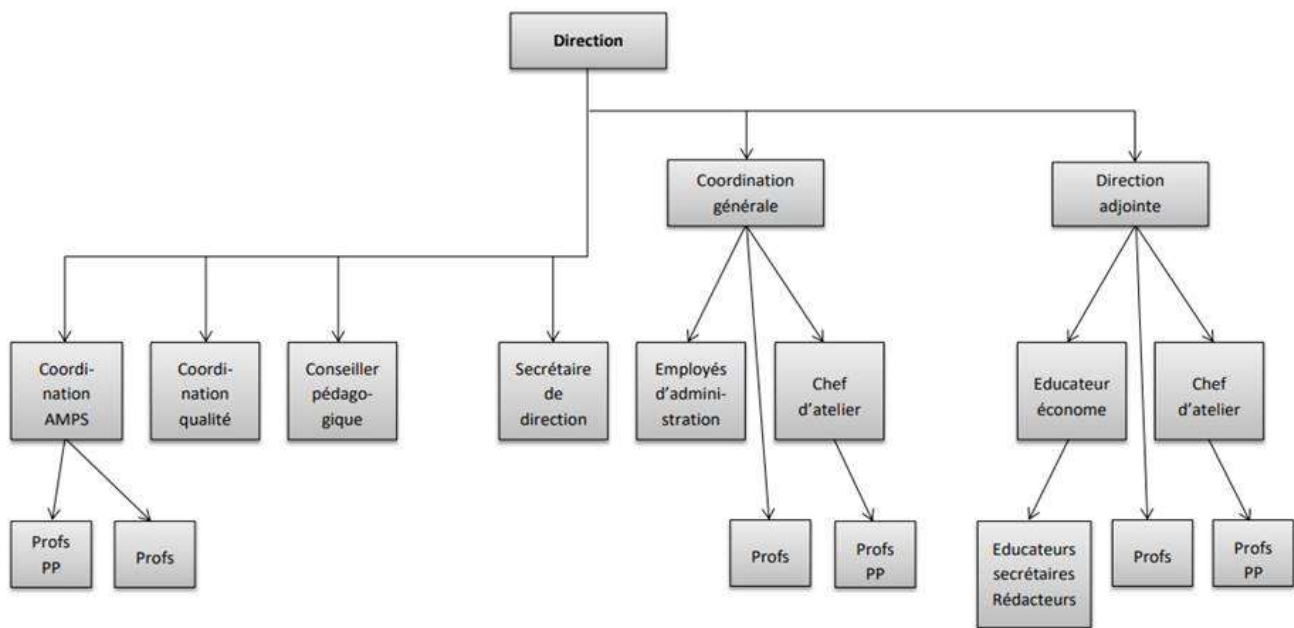 Direction
Coordination
générale
Direction
adjointe
Coordi-
nation
AMPS
Coordi-
nation
qualité
Conseiller
pédago-
gique
Secrétaire
de
direction
Employés
d'admini-
stration
Chef
d'atelier
Educateur
économe
Chef
d'atelier
Profs
PP
Profs
Profs
Profs
PP
Educateurs
secrétaires
Rédacteurs
Profs
Profs
PP